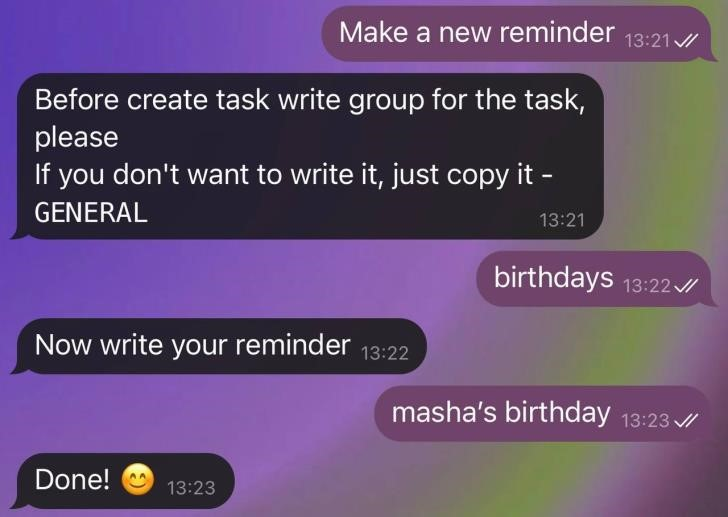 Make a new reminder 13:21
Before create task write group for the task,
please
If you don't want to write it, just copy it -
GENERAL 13:21
birthdays 13:22
Now write your reminder 13:22
masha’s birthday 13:23
Done! 😊 13:23